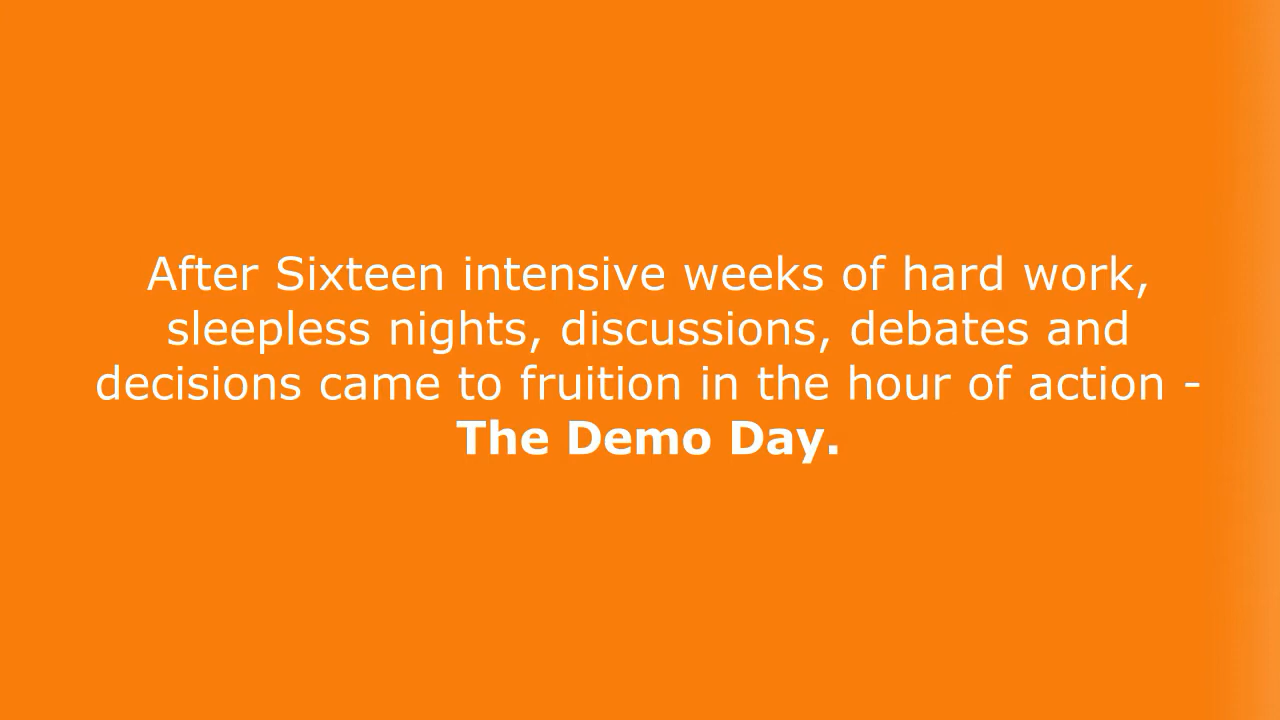 After Sixteen intensive weeks of hard work,
sleepless nights, discussions, debates and
decisions came to fruition in the hour of action -
The Demo Day.